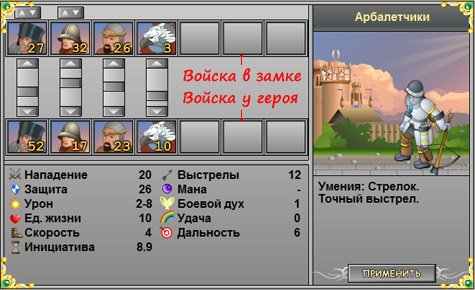 Арбалетчики
27 32 26 3
Войска в замке
Войска у героя
52 17 23 10
Нападение 20 Выстрелы 12
Защита 26 Мана -
Урон 2-8 Боевой дух 1
Ед. жизни 10 Удача 0
Скорость 4 Дальность 6
Инициатива 8.9
Умения: Стрелок.
Точный выстрел.
ПРИМЕНИТЬ